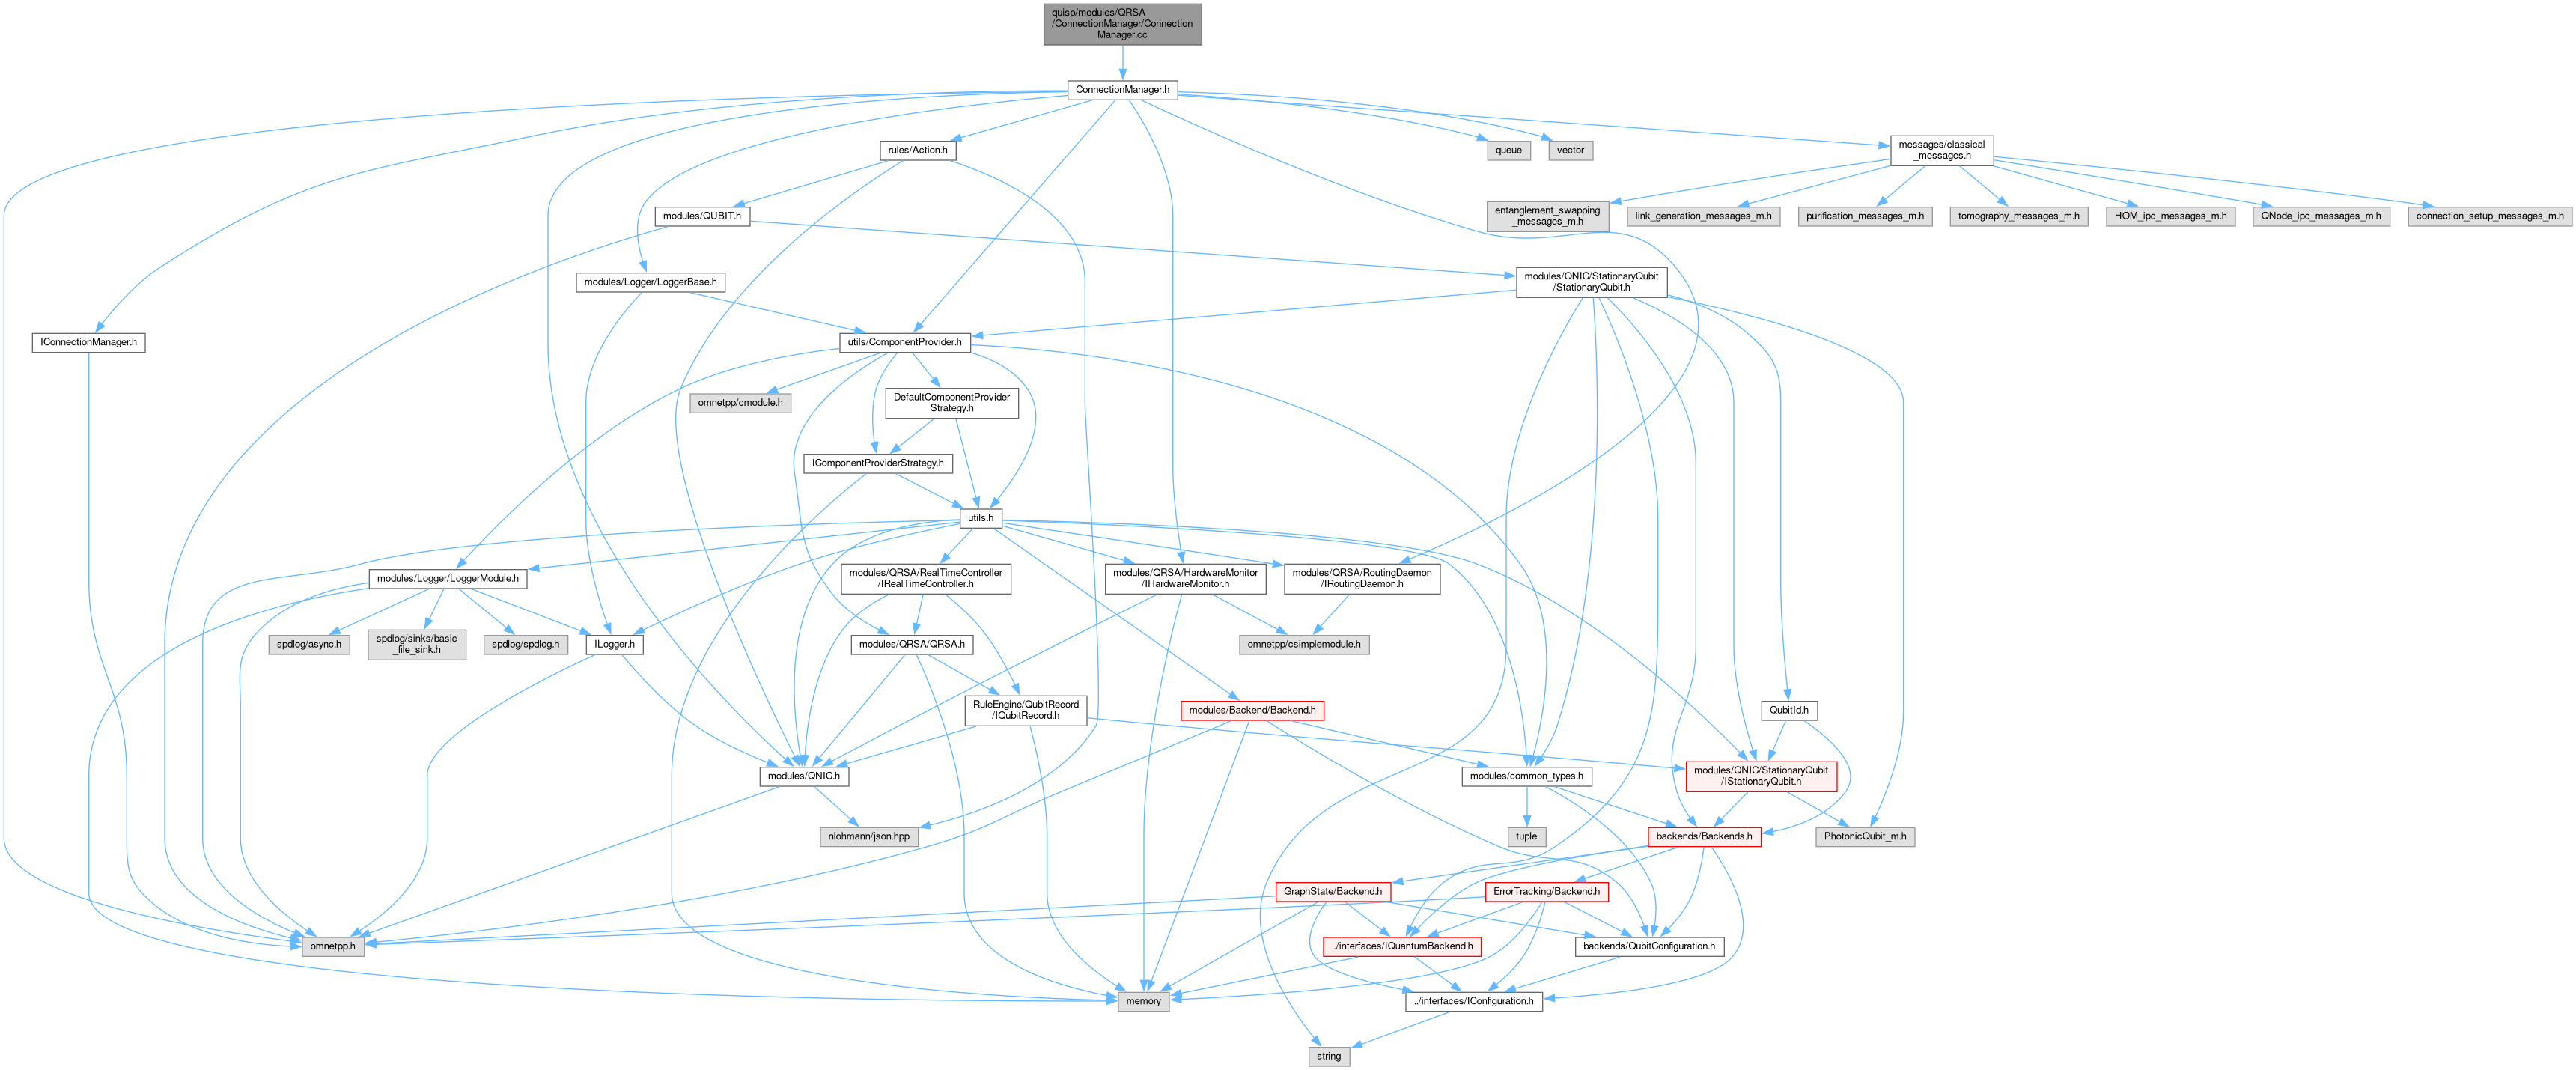 quisp/modules/QRSA
/ConnectionManager/Connection
Manager.cc
ConnectionManager.h
rules/Action.h
queue
vector
messages/classical
_messages.h
modules/QUBIT.h
entanglement_swapping
_messages_m.h
link_generation_messages_m.h
purification_messages_m.h
tomography_messages_m.h
HOM_ipc_messages_m.h
QNode_ipc_messages_m.h
connection_setup_messages_m.h
modules/Logger/LoggerBase.h
modules/QNIC/StationaryQubit
/StationaryQubit.h
IConnectionManager.h
utils/ComponentProvider.h
omnetpp/cmodule.h
DefaultComponentProvider
Strategy.h
IComponentProviderStrategy.h
utils.h
modules/Logger/LoggerModule.h
modules/QRSA/RealTimeController
/IRealTimeController.h
modules/QRSA/HardwareMonitor
/IHardwareMonitor.h
modules/QRSA/RoutingDaemon
/IRoutingDaemon.h
spdlog/async.h
spdlog/sinks/basic
_file_sink.h
spdlog/spdlog.h
ILogger.h
modules/QRSA/QRSA.h
omnetpp/csimplemodule.h
RuleEngine/QubitRecord
/IQubitRecord.h
modules/Backend/Backend.h
QubitId.h
modules/QNIC.h
modules/common_types.h
modules/QNIC/StationaryQubit
/IStationaryQubit.h
nlohmann/json.hpp
tuple
backends/Backends.h
PhotonicQubit_m.h
GraphState/Backend.h
ErrorTracking/Backend.h
omnetpp.h
../interfaces/IQuantumBackend.h
backends/QubitConfiguration.h
memory
../interfaces/IConfiguration.h
string